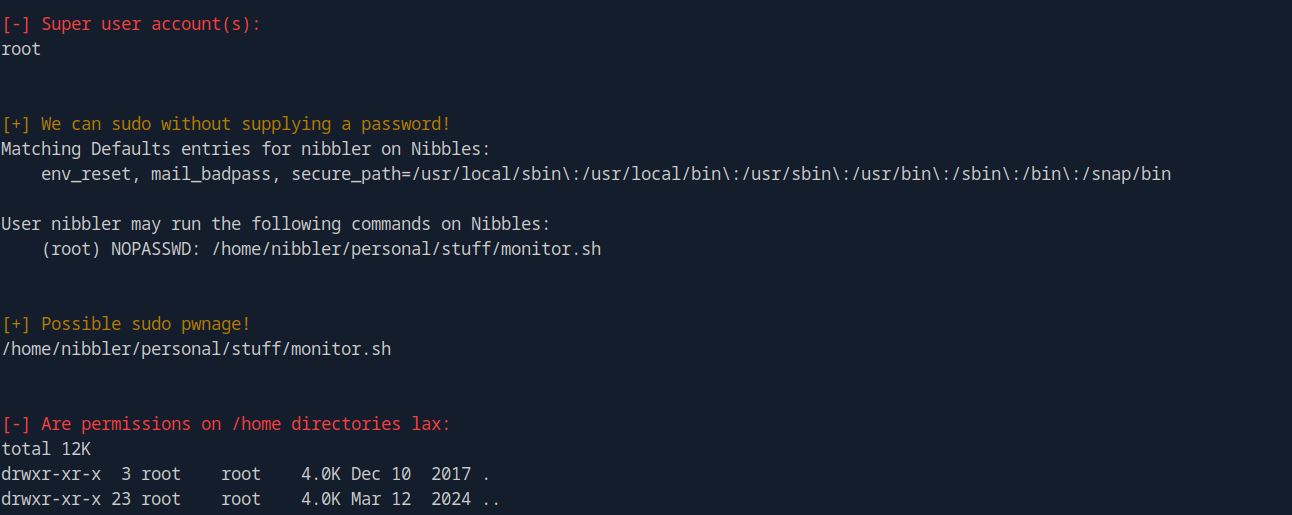 [-] Super user account(s):
root
[+] We can sudo without supplying a password!
Matching Defaults entries for nibbler on Nibbles:
    env_reset, mail_badpass, secure_path=/usr/local/sbin\:/usr/local/bin\:/usr/sbin\:/usr/bin\:/sbin\:/bin\:/snap/bin
User nibbler may run the following commands on Nibbles:
    (root) NOPASSWD: /home/nibbler/personal/stuff/monitor.sh
[+] Possible sudo pwnage!
/home/nibbler/personal/stuff/monitor.sh
[-] Are permissions on /home directories lax:
total 12K
drwxr-xr-x  3 root    root    4.0K Dec 10  2017 .
drwxr-xr-x 23 root    root    4.0K Mar 12  2024 ..